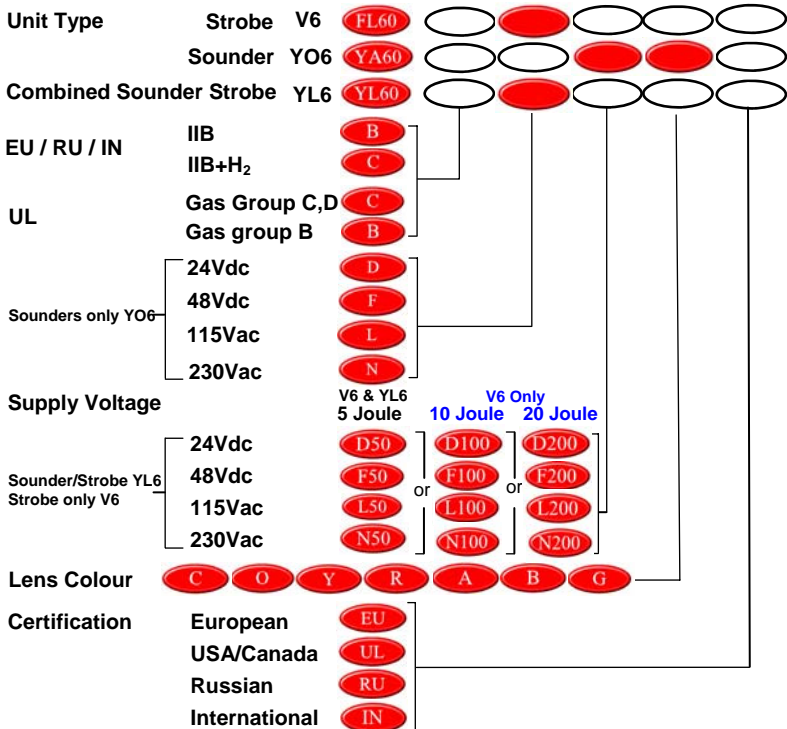 Unit Type Strobe V6 FL60
Sounder YO6 YA60
Combined Sounder Strobe YL6 YL60
EU / RU / IN IIB B
IIB+H₂ C
UL Gas Group C,D C
Gas group B B
24Vdc D
48Vdc F
Sounders only YO6
115Vac L
230Vac N
Supply Voltage V6 & YL6 V6 Only
5 Joule 10 Joule 20 Joule
24Vdc D50 D100 D200
Sounder/Strobe YL6 48Vdc F50 or F100 or F200
Strobe only V6 115Vac L50 L100 L200
230Vac N50 N100 N200
Lens Colour C O Y R A B G
Certification European EU
USA/Canada UL
Russian RU
International IN